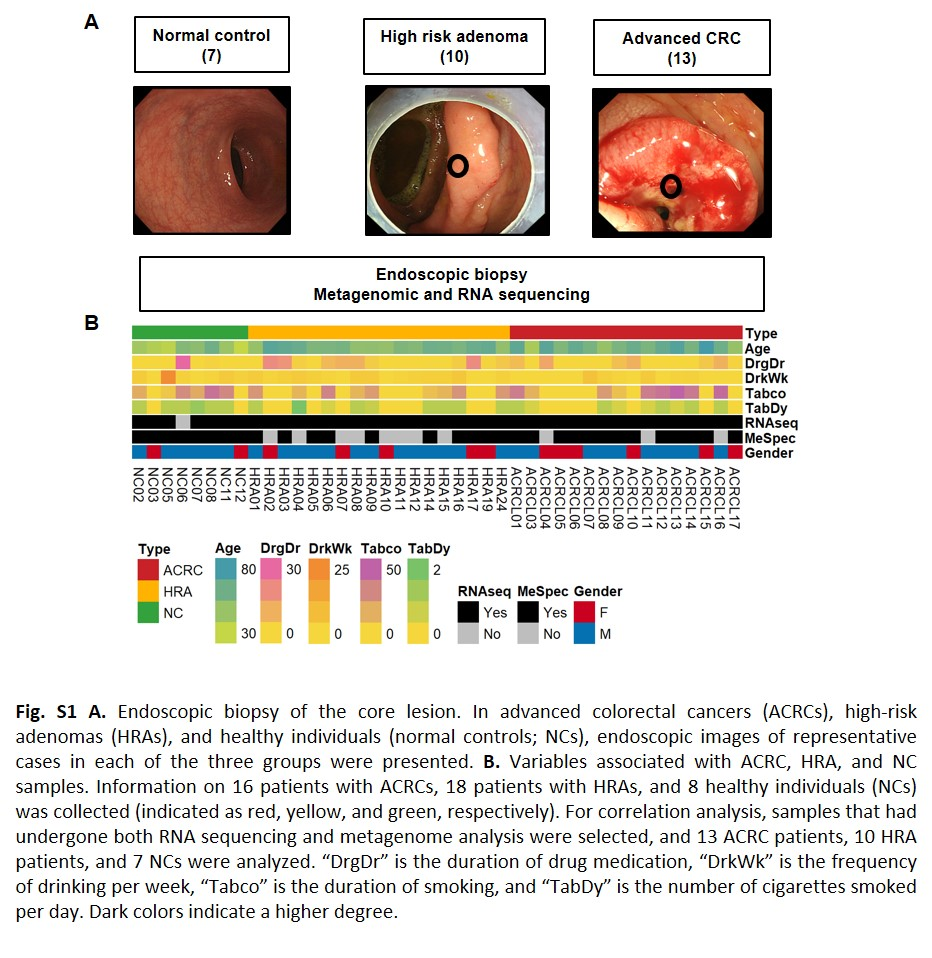 A
Normal control
(7)
High risk adenoma
(10)
Advanced CRC
(13)
Endoscopic biopsy
Metagenomic and RNA sequencing
B
Type
Age
DrgDr
DrkWk
Tabco
TabDy
RNAseq
MeSpec
Gender
NC02
NC03
NC05
NC06
NC07
NC08
NC11
NC12
HRA01
HRA02
HRA03
HRA04
HRA05
HRA06
HRA07
HRA08
HRA09
HRA10
HRA11
HRA12
HRA14
HRA15
HRA16
HRA17
HRA19
HRA24
ACRCL01
ACRCL03
ACRCL04
ACRCL05
ACRCL06
ACRCL07
ACRCL08
ACRCL09
ACRCL10
ACRCL11
ACRCL12
ACRCL13
ACRCL14
ACRCL15
ACRCL16
ACRCL17
Type
ACRC
HRA
NC
Age
80
30
DrgDr
30
0
DrkWk
25
0
Tabco
50
0
TabDy
2
0
RNAseq
Yes
No
MeSpec
Yes
No
Gender
F
M
Fig. S1 A. Endoscopic biopsy of the core lesion. In advanced colorectal cancers (ACRCs), high-risk
adenomas (HRAs), and healthy individuals (normal controls; NCs), endoscopic images of representative
cases in each of the three groups were presented. B. Variables associated with ACRC, HRA, and NC
samples. Information on 16 patients with ACRCs, 18 patients with HRAs, and 8 healthy individuals (NCs)
was collected (indicated as red, yellow, and green, respectively). For correlation analysis, samples that had
undergone both RNA sequencing and metagenome analysis were selected, and 13 ACRC patients, 10 HRA
patients, and 7 NCs were analyzed. “DrgDr” is the duration of drug medication, “DrkWk” is the frequency
of drinking per week, “Tabco” is the duration of smoking, and “TabDy” is the number of cigarettes smoked
per day. Dark colors indicate a higher degree.